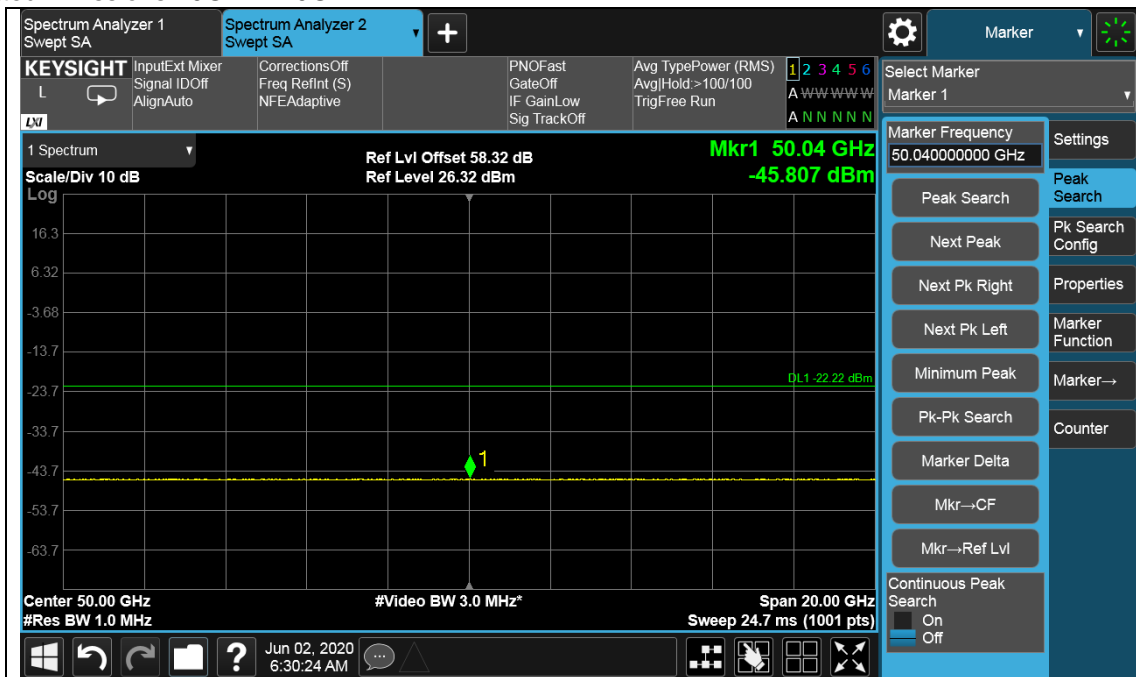 Spectrum Analyzer 1
Swept SA
Spectrum Analyzer 2
Swept SA
Marker
KEYSIGHT
L
LXI
InputExt Mixer
Signal IDOff
AlignAuto
CorrectionsOff
Freq RefInt (S)
NFEAdaptive
PNOFast
GateOff
IF GainLow
Sig TrackOff
Avg TypePower (RMS)
Avg|Hold:>100/100
TrigFree Run
1 2 3 4 5 6
A W W W W W
A N N N N N
Select Marker
Marker 1
1 Spectrum
Scale/Div 10 dB
Log
Ref Lvl Offset 58.32 dB
Ref Level 26.32 dBm
Mkr1 50.04 GHz
-45.807 dBm
16.3
6.32
-3.68
-13.7
-23.7
-33.7
-43.7
-53.7
-63.7
DL1 -22.22 dBm
1
Center 50.00 GHz
#Res BW 1.0 MHz
#Video BW 3.0 MHz*
Span 20.00 GHz
Sweep 24.7 ms (1001 pts)
Marker Frequency
50.040000000 GHz
Peak Search
Next Peak
Next Pk Right
Next Pk Left
Minimum Peak
Pk-Pk Search
Marker Delta
Mkr→CF
Mkr→Ref Lvl
Continuous Peak
Search
On
Off
Settings
Peak
Search
Pk Search
Config
Properties
Marker
Function
Marker→
Counter
?
Jun 02, 2020
6:30:24 AM